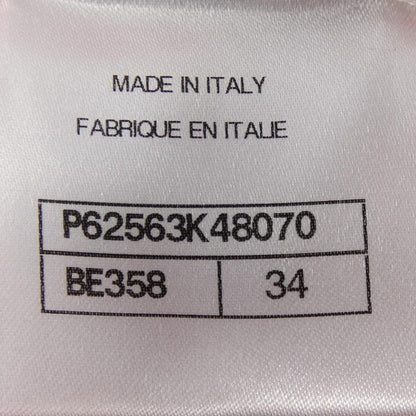 MADE IN ITALY
FABRIQUE EN ITALIE
P62563K48070
BE358 34